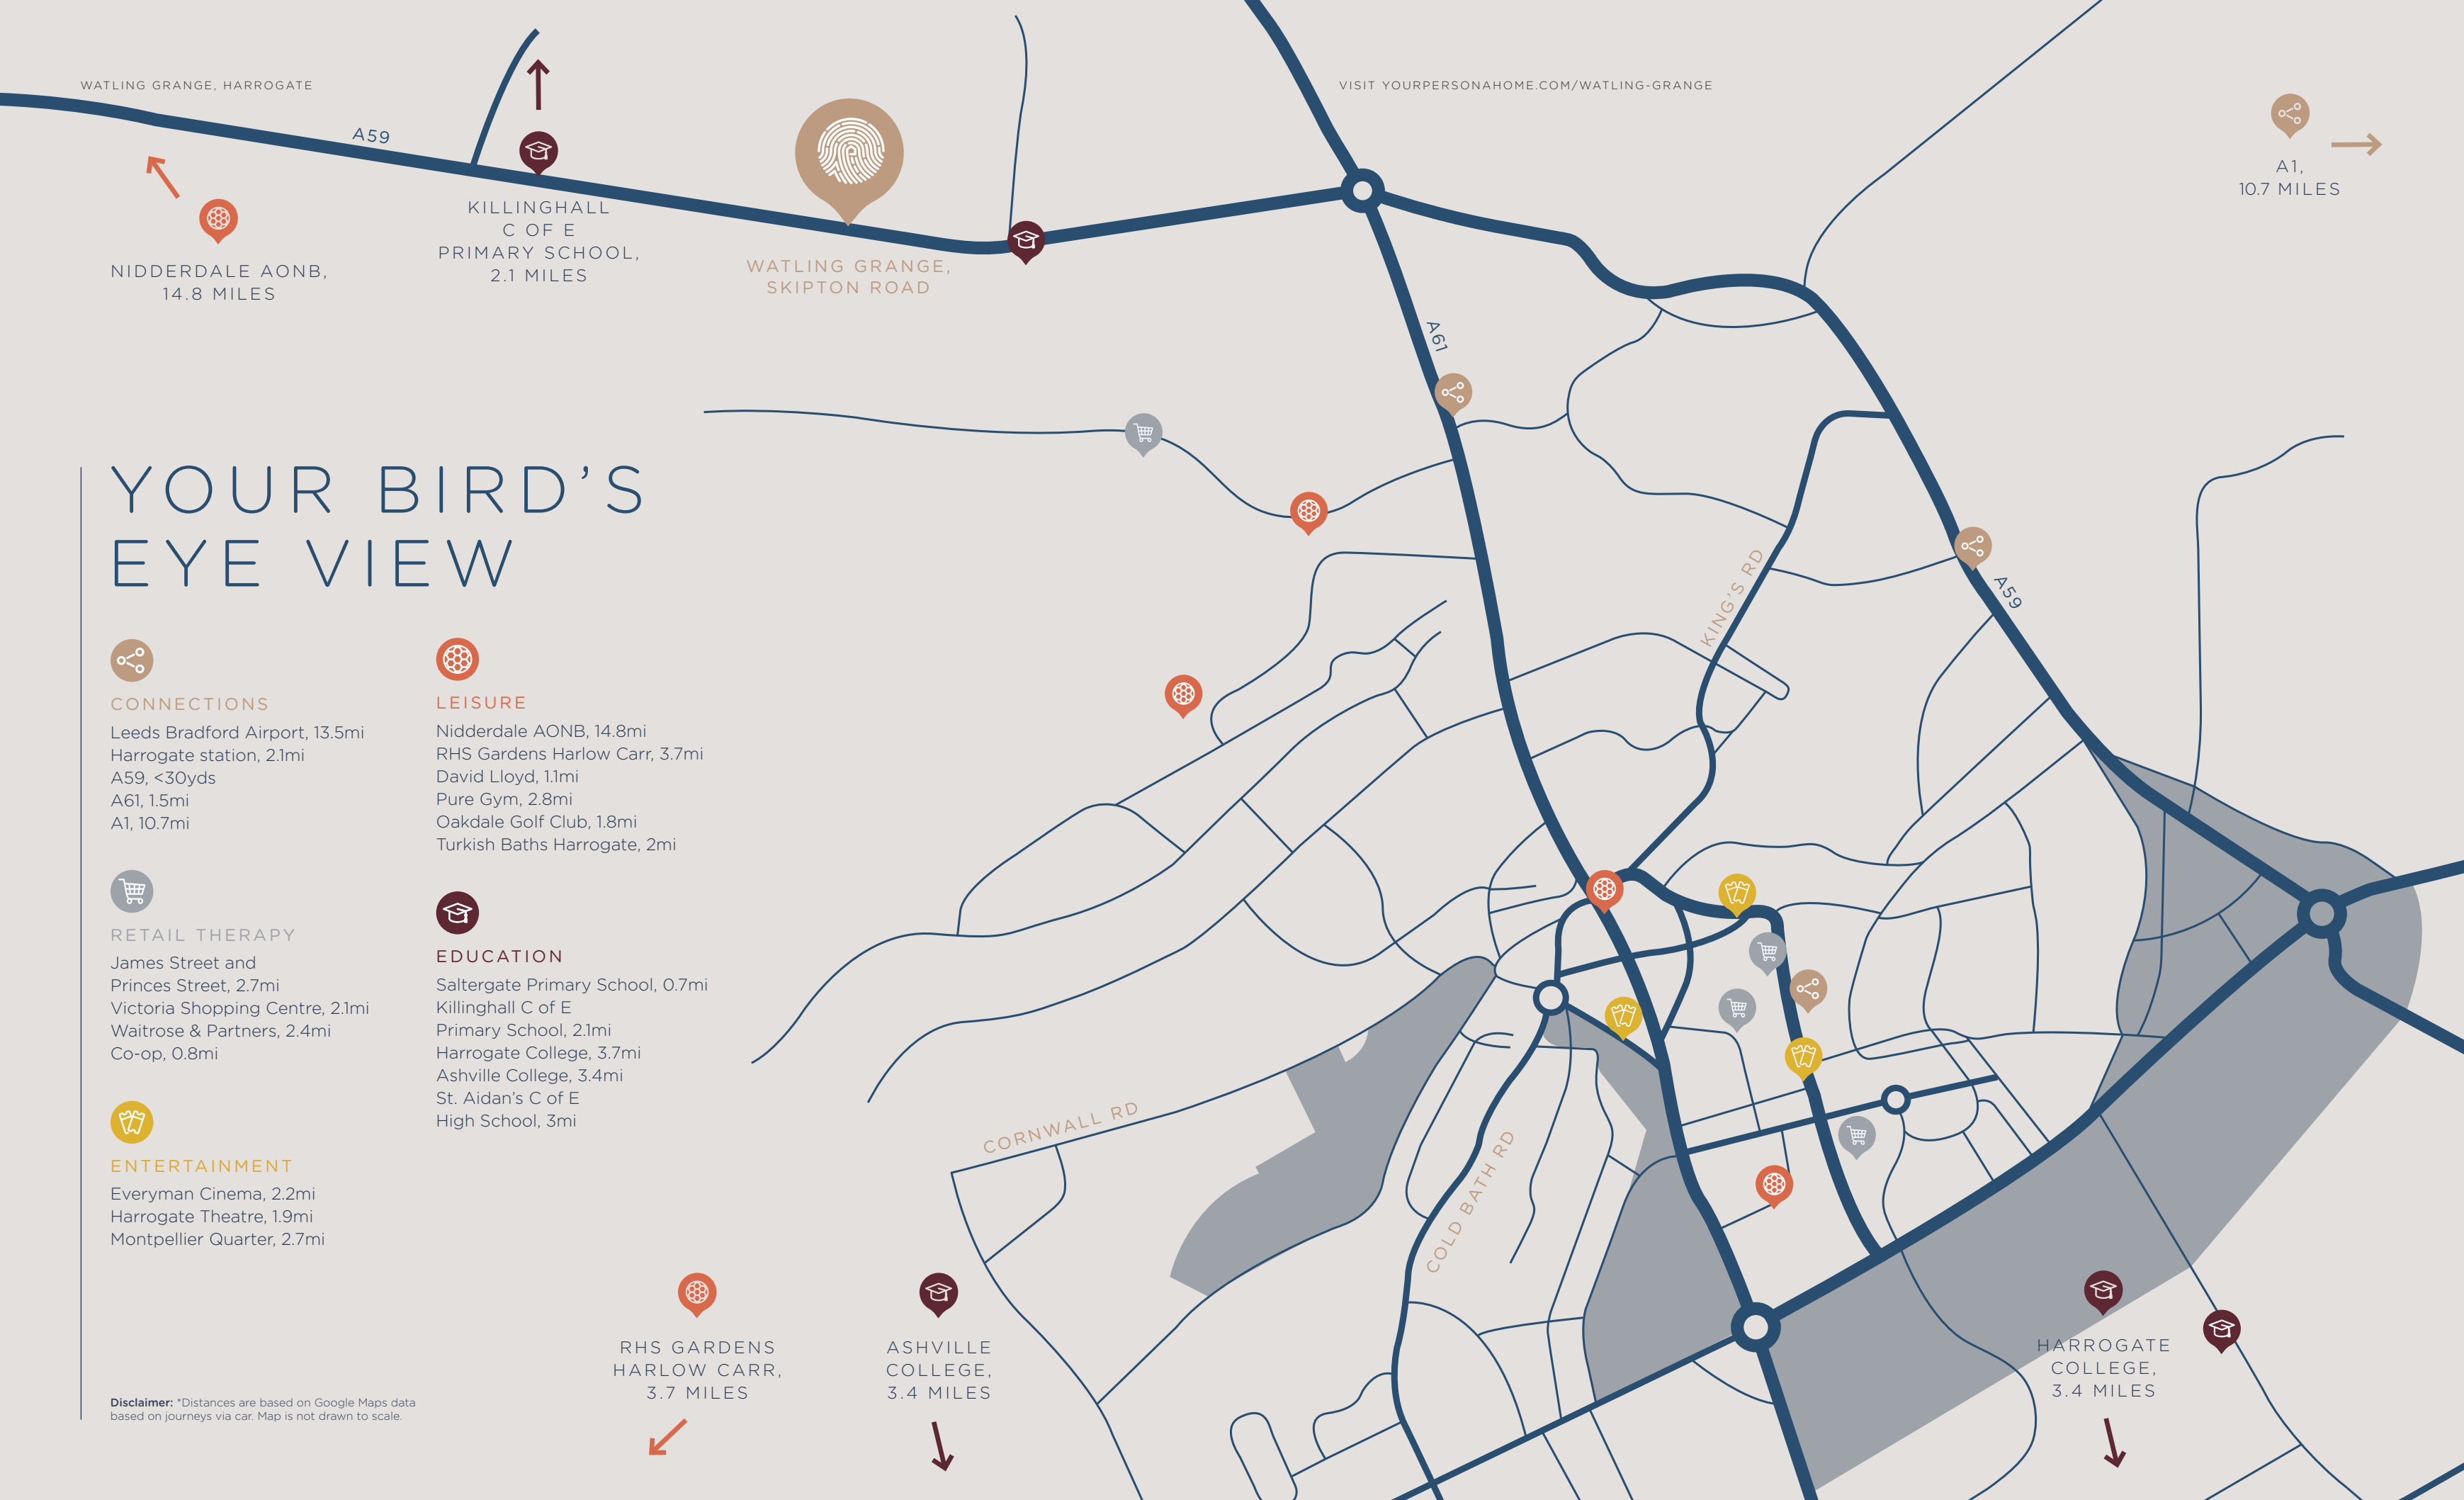 WATLING GRANGE, HARROGATE
VISIT YOURPERSONAHOME.COM/WATLING-GRANGE
A59
NIDDERDALE AONB,
14.8 MILES
KILLINGHALL
C OF E
PRIMARY SCHOOL,
2.1 MILES
WATLING GRANGE,
SKIPTON ROAD
A1,
10.7 MILES
A61
KING'S RD
A59
YOUR BIRD'S
EYE VIEW
CONNECTIONS
Leeds Bradford Airport, 13.5mi
Harrogate station, 2.1mi
A59, <30yds
A61, 1.5mi
A1, 10.7mi
RETAIL THERAPY
James Street and
Princes Street, 2.7mi
Victoria Shopping Centre, 2.1mi
Waitrose & Partners, 2.4mi
Co-op, 0.8mi
ENTERTAINMENT
Everyman Cinema, 2.2mi
Harrogate Theatre, 1.9mi
Montpellier Quarter, 2.7mi
LEISURE
Nidderdale AONB, 14.8mi
RHS Gardens Harlow Carr, 3.7mi
David Lloyd, 1.1mi
Pure Gym, 2.8mi
Oakdale Golf Club, 1.8mi
Turkish Baths Harrogate, 2mi
EDUCATION
Saltergate Primary School, 0.7mi
Killinghall C of E
Primary School, 2.1mi
Harrogate College, 3.7mi
Ashville College, 3.4mi
St. Aidan's C of E
High School, 3mi
CORNWALL RD
COLD BATH RD
RHS GARDENS
HARLOW CARR,
3.7 MILES
ASHVILLE
COLLEGE,
3.4 MILES
HARROGATE
COLLEGE,
3.4 MILES
Disclaimer: *Distances are based on Google Maps data
based on journeys via car. Map is not drawn to scale.